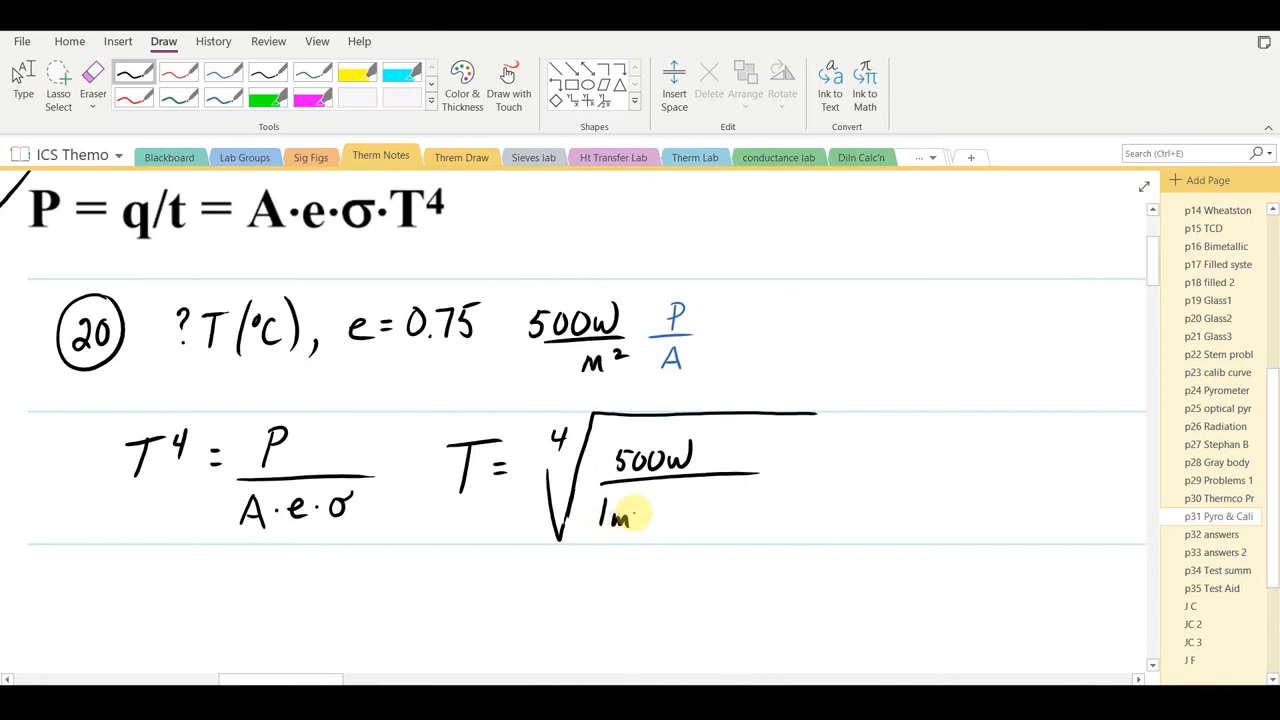 File Home Insert Draw History Review View Help
Type Lasso Select Eraser Color & Thickness Draw with Touch Insert Space Delete Arrange Rotate Ink to Text Ink to Math
Tools Shapes Edit Convert
ICS Themo Blackboard Lab Groups Sig Figs Therm Notes Threm Draw Sieves lab Ht Transfer Lab Therm Lab conductance lab Diln Calc'n ... + Search (Ctrl+E)
P = q/t = A·e·σ·T⁴
20 ? T (°C), e = 0.75 500W/m² P/A
T⁴ = P/(A·e·σ) T = ⁴√ 500W/1m
+ Add Page
p14 Wheatston
p15 TCD
p16 Bimetallic
p17 Filled syste
p18 filled 2
p19 Glass1
p20 Glass2
p21 Glass3
p22 Stem probl
p23 calib curve
p24 Pyrometer
p25 optical pyr
p26 Radiation
p27 Stephan B
p28 Gray body
p29 Problems 1
p30 Thermco Pr
p31 Pyro & Cali
p32 answers
p33 answers 2
p34 Test summ
p35 Test Aid
J C
JC 2
JC 3
J F